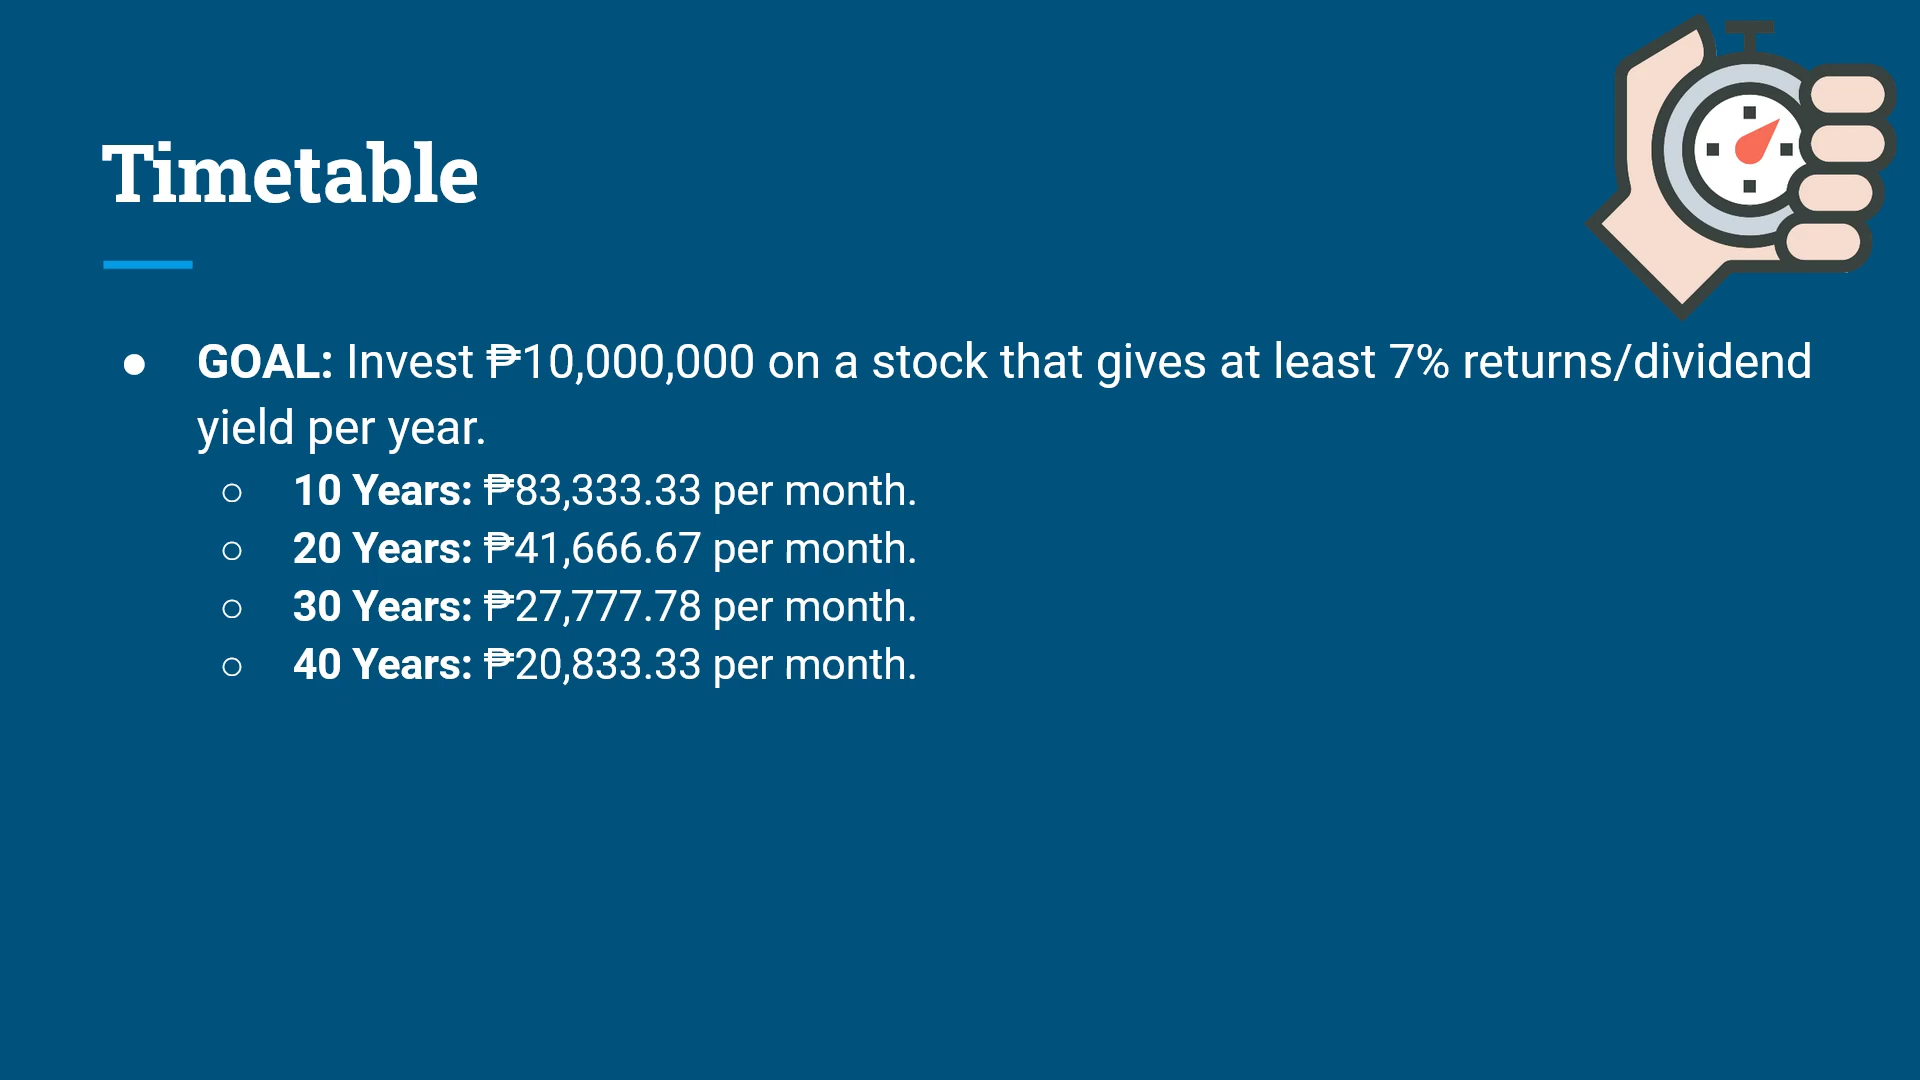 Timetable
● GOAL: Invest ₱10,000,000 on a stock that gives at least 7% returns/dividend
yield per year.
○ 10 Years: ₱83,333.33 per month.
○ 20 Years: ₱41,666.67 per month.
○ 30 Years: ₱27,777.78 per month.
○ 40 Years: ₱20,833.33 per month.